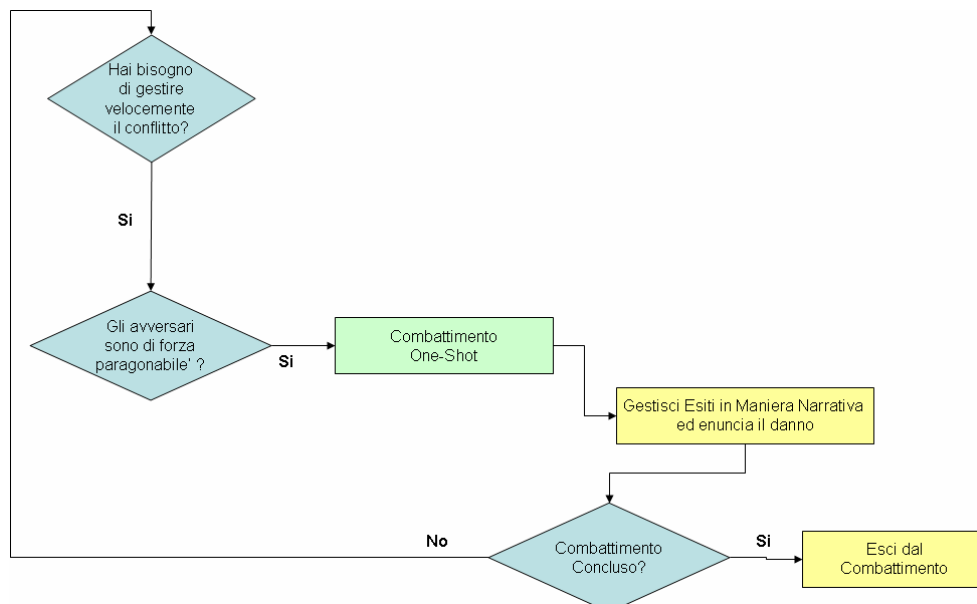 Hai bisogno
di gestire
velocemente
il conflitto?
Si
Gli avversari
sono di forza
paragonabile' ?
Si
Combattimento
One-Shot
Gestisci Esiti in Maniera Narrativa
ed enuncia il danno
No
Combattimento
Concluso?
Si
Esci dal
Combattimento